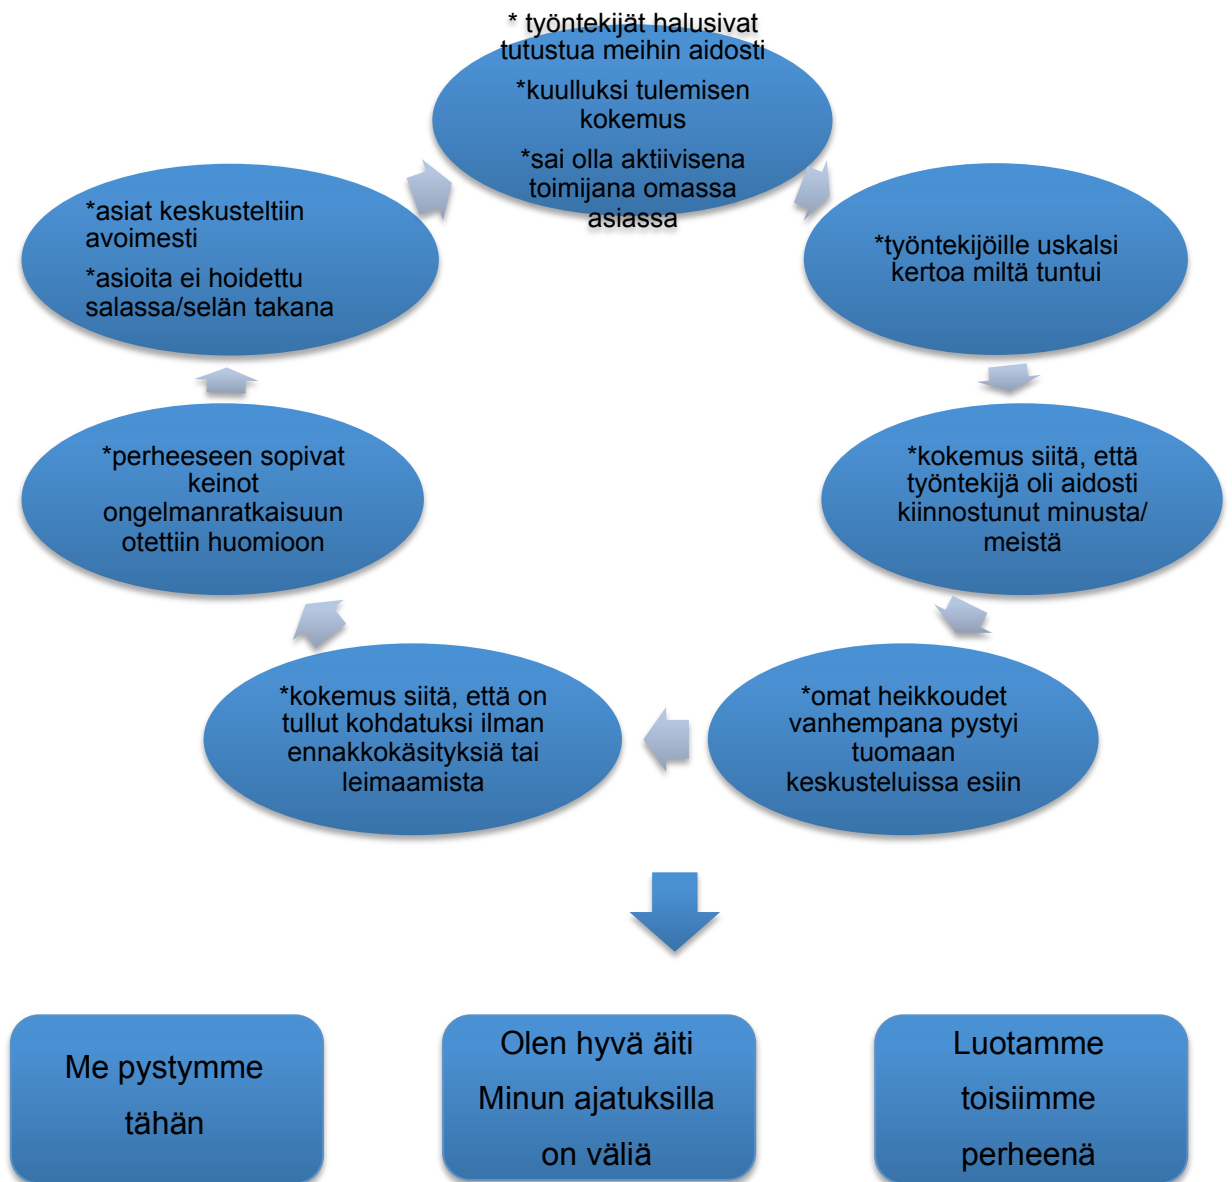 * työntekijät halusivat
tutustua meihin aidosti
*kuulluksi tulemisen
kokemus
*sai olla aktiivisena
toimijana omassa
asiassa
*työntekijöille uskalsi
kertoa miltä tuntui
*kokemus siitä, että
työntekijä oli aidosti
kiinnostunut minusta/
meistä
*omat heikkoudet
vanhempana pystyi
tuomaan
keskusteluissa esiin
*kokemus siitä, että on
tullut kohdatuksi ilman
ennakkokäsityksiä tai
leimaamista
*perheeseen sopivat
keinot
ongelmanratkaisuun
otettiin huomioon
*asiat keskusteltiin
avoimesti
*asioita ei hoidettu
salassa/selän takana
Me pystymme
tähän
Olen hyvä äiti
Minun ajatuksilla
on väliä
Luotamme
toisiimme
perheenä